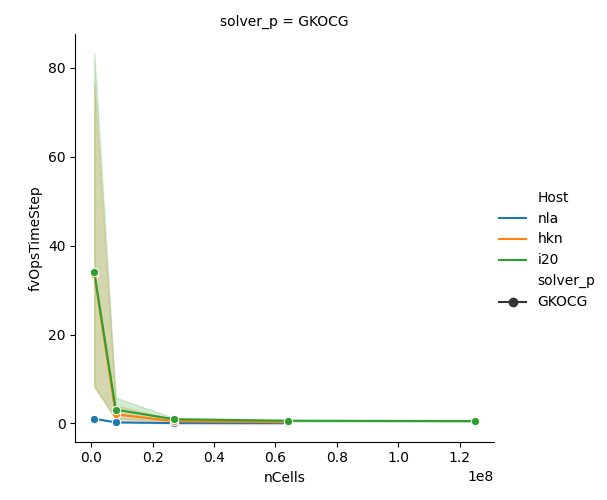 solver_p = GKOCG
80
60
40
20
0
fvOpsTimeStep
0.0 0.2 0.4 0.6 0.8 1.0 1.2
1e8
nCells
Host
nla
hkn
i20
solver_p
GKOCG